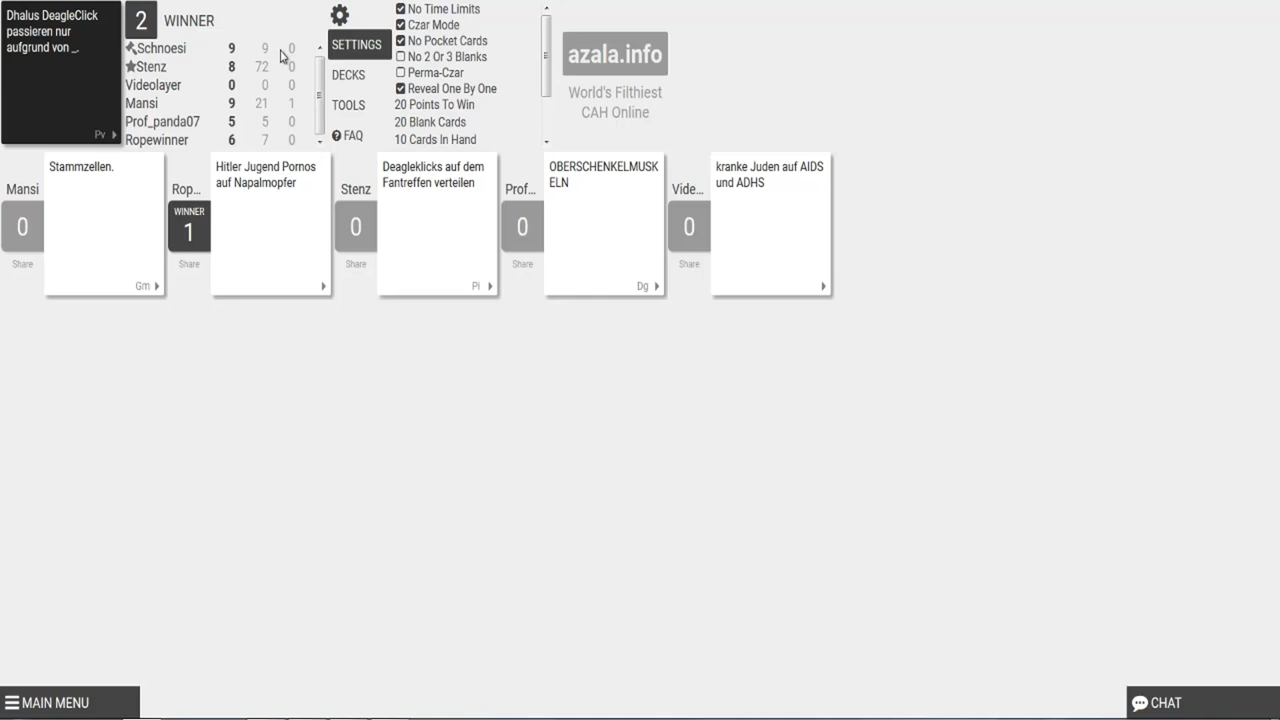 Dhalus DeagleClick
passieren nur
aufgrund von _.
Pv
2 WINNER
Schnoesi 9 9 0
Stenz 8 72 0
Videolayer 0 0 0
Mansi 9 21 1
Prof_panda07 5 5 0
Ropewinner 6 7 0
SETTINGS
DECKS
TOOLS
FAQ
No Time Limits
Czar Mode
No Pocket Cards
No 2 Or 3 Blanks
Perma-Czar
Reveal One By One
20 Points To Win
20 Blank Cards
10 Cards In Hand
azala.info
World's Filthiest
CAH Online
Mansi
0
Share
Stammzellen.
Gm
Rop...
WINNER
1
Share
Hitler Jugend Pornos
auf Napalmopfer
Stenz
0
Share
Deagleklicks auf dem
Fantreffen verteilen
Pi
Prof...
0
Share
OBERSCHENKELMUSK
ELN
Dg
Vide...
0
Share
kranke Juden auf AIDS
und ADHS
MAIN MENU
CHAT